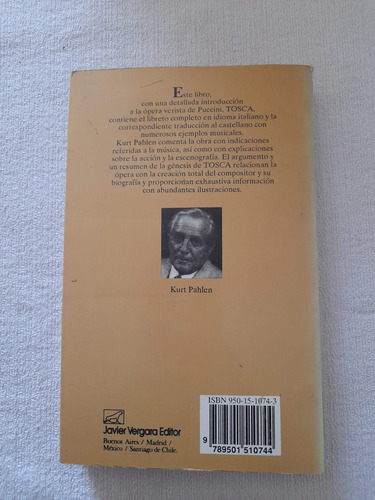 Este libro,
con una detallada introducción
a la ópera verista de Puccini, TOSCA,
contiene el libreto completo en idioma italiano y la
correspondiente traducción al castellano con
numerosos ejemplos musicales.
Kurt Pahlen comenta la obra con indicaciones
referidas a la música, así como con explicaciones
sobre la acción y la escenografía. El argumento y
un resumen de la génesis de TOSCA relacionan la
ópera con la creación total del compositor y su
biografía y proporcionan exhaustiva información
con abundantes ilustraciones.
Kurt Pahlen
ISBN 950-15-1074-3
9 789501 510744
Javier Vergara Editor
Buenos Aires / Madrid /
México / Santiago de Chile.